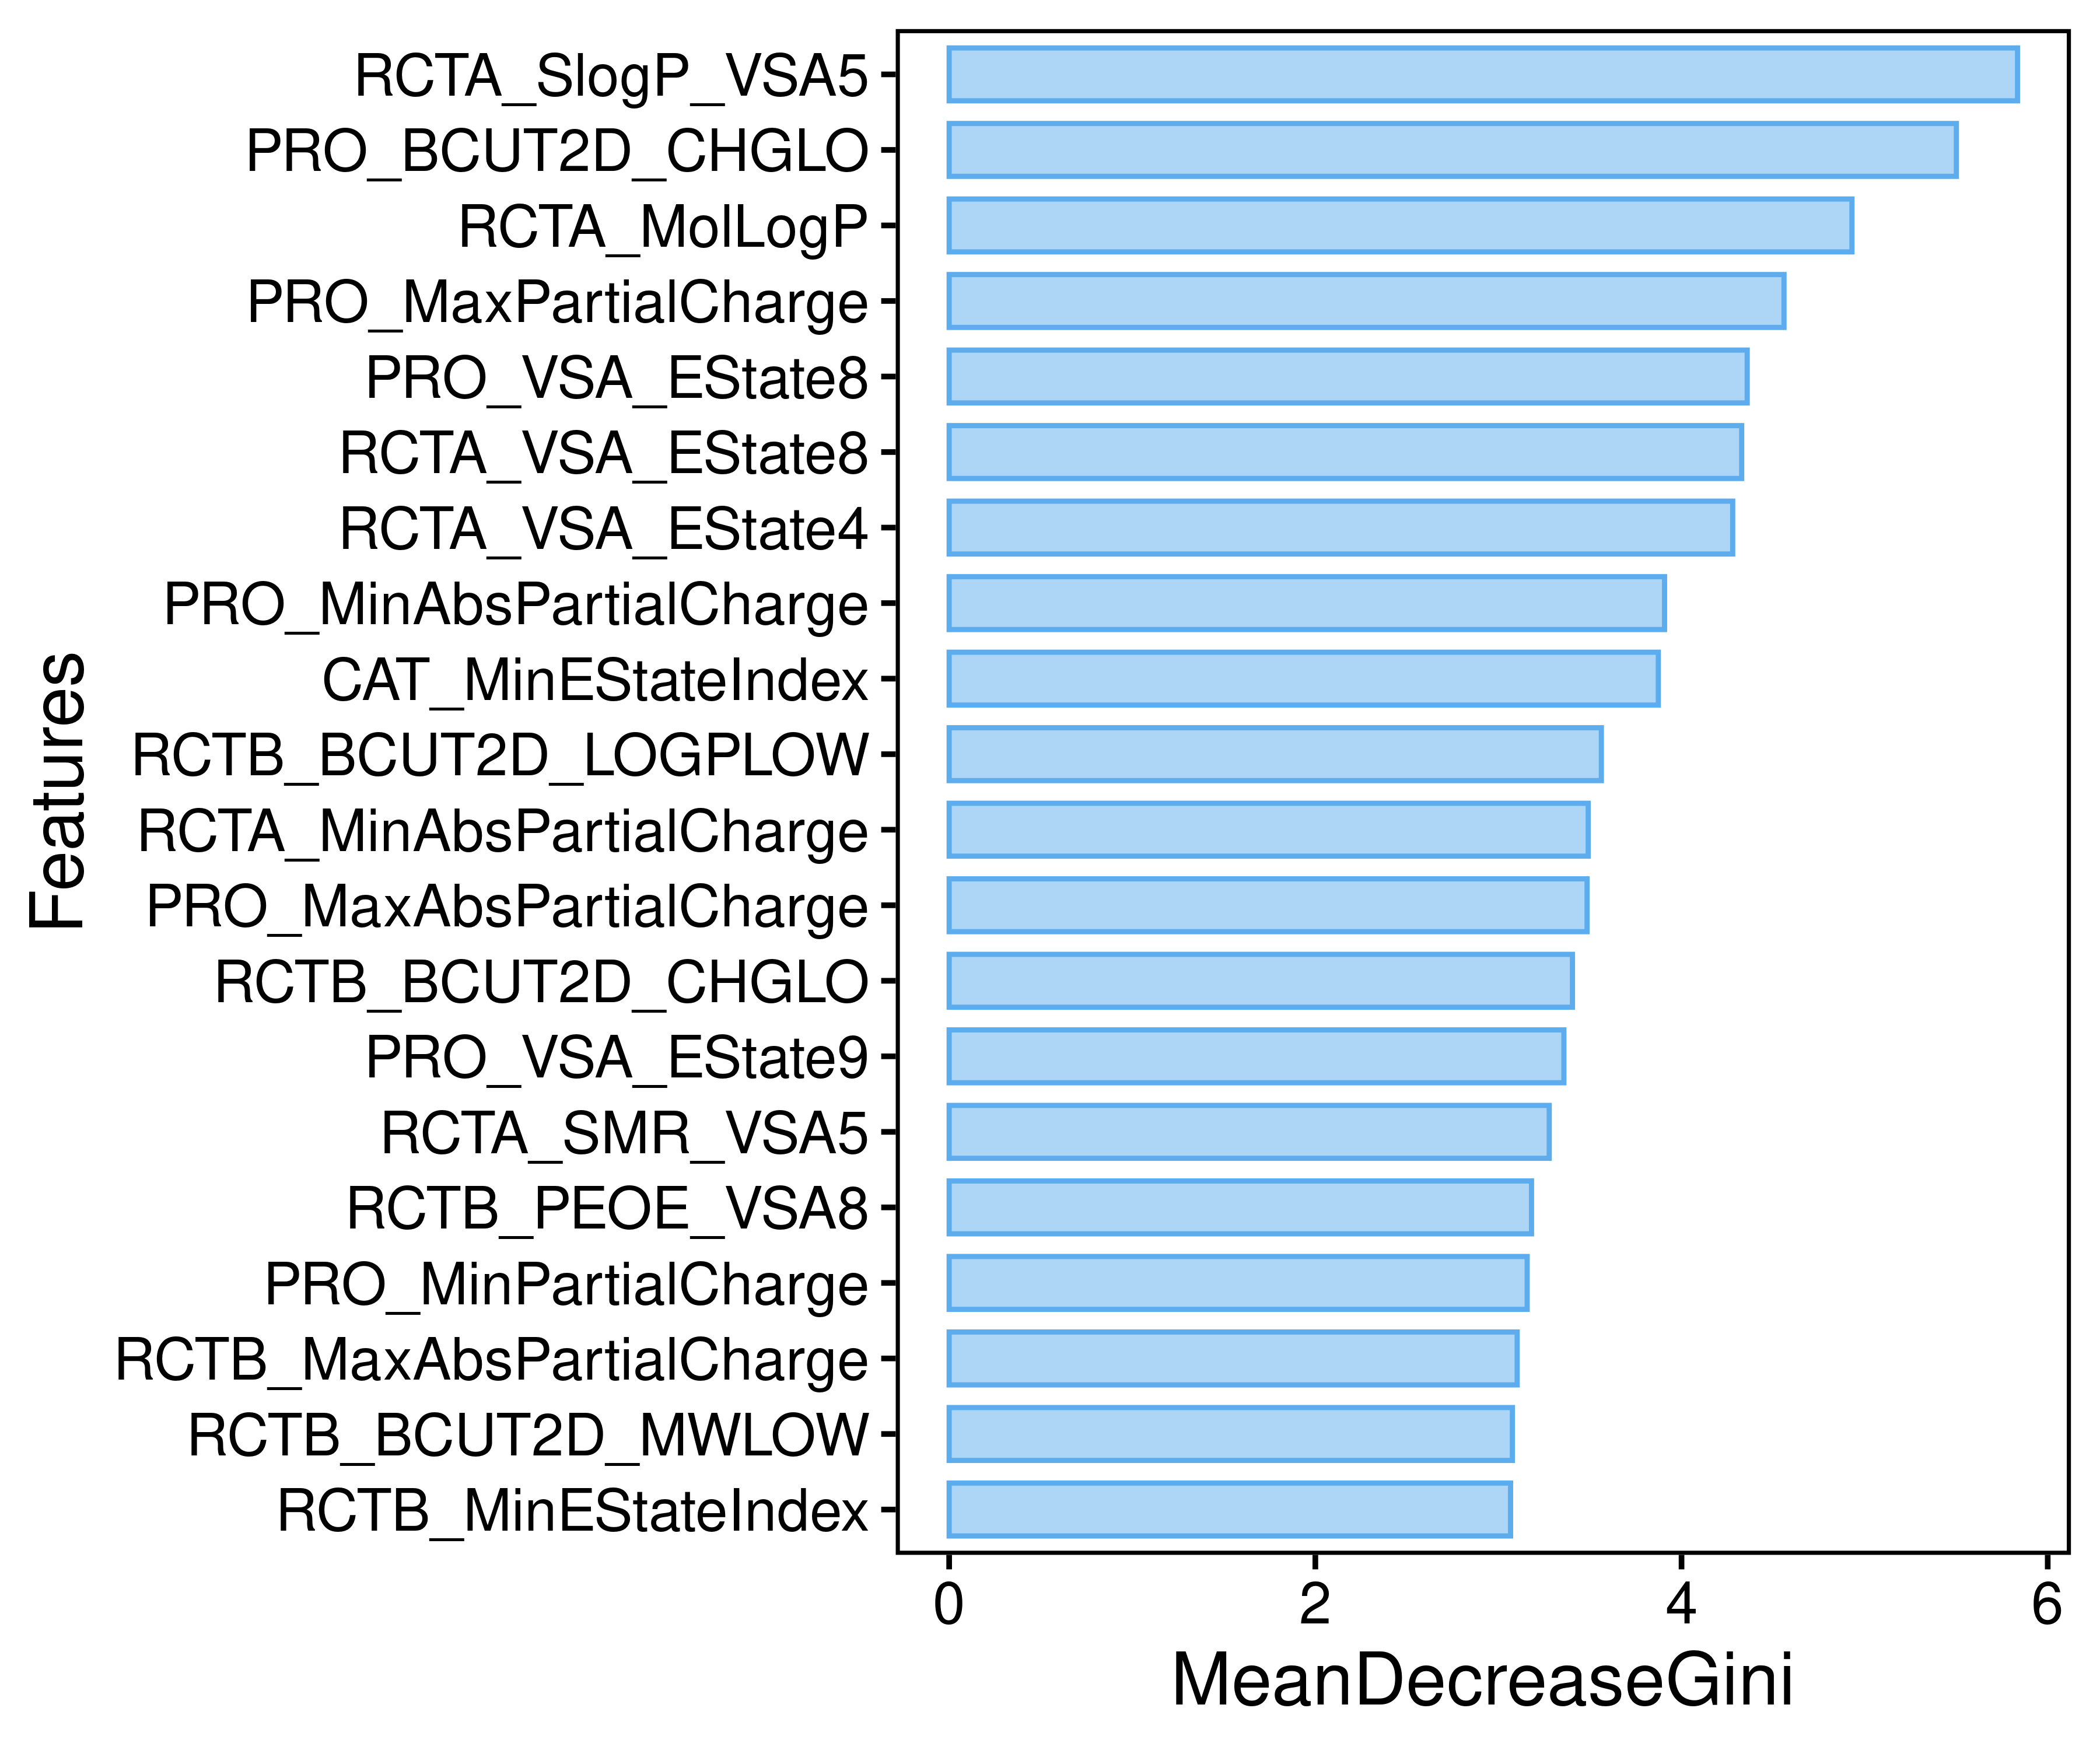 RCTA_SlogP_VSA5
PRO_BCUT2D_CHGLO
RCTA_MolLogP
PRO_MaxPartialCharge
PRO_VSA_EState8
RCTA_VSA_EState8
RCTA_VSA_EState4
PRO_MinAbsPartialCharge
CAT_MinEStateIndex
RCTB_BCUT2D_LOGPLOW
RCTA_MinAbsPartialCharge
PRO_MaxAbsPartialCharge
RCTB_BCUT2D_CHGLO
PRO_VSA_EState9
RCTA_SMR_VSA5
RCTB_PEOE_VSA8
PRO_MinPartialCharge
RCTB_MaxAbsPartialCharge
RCTB_BCUT2D_MWLOW
RCTB_MinEStateIndex
Features
0 2 4 6
MeanDecreaseGini